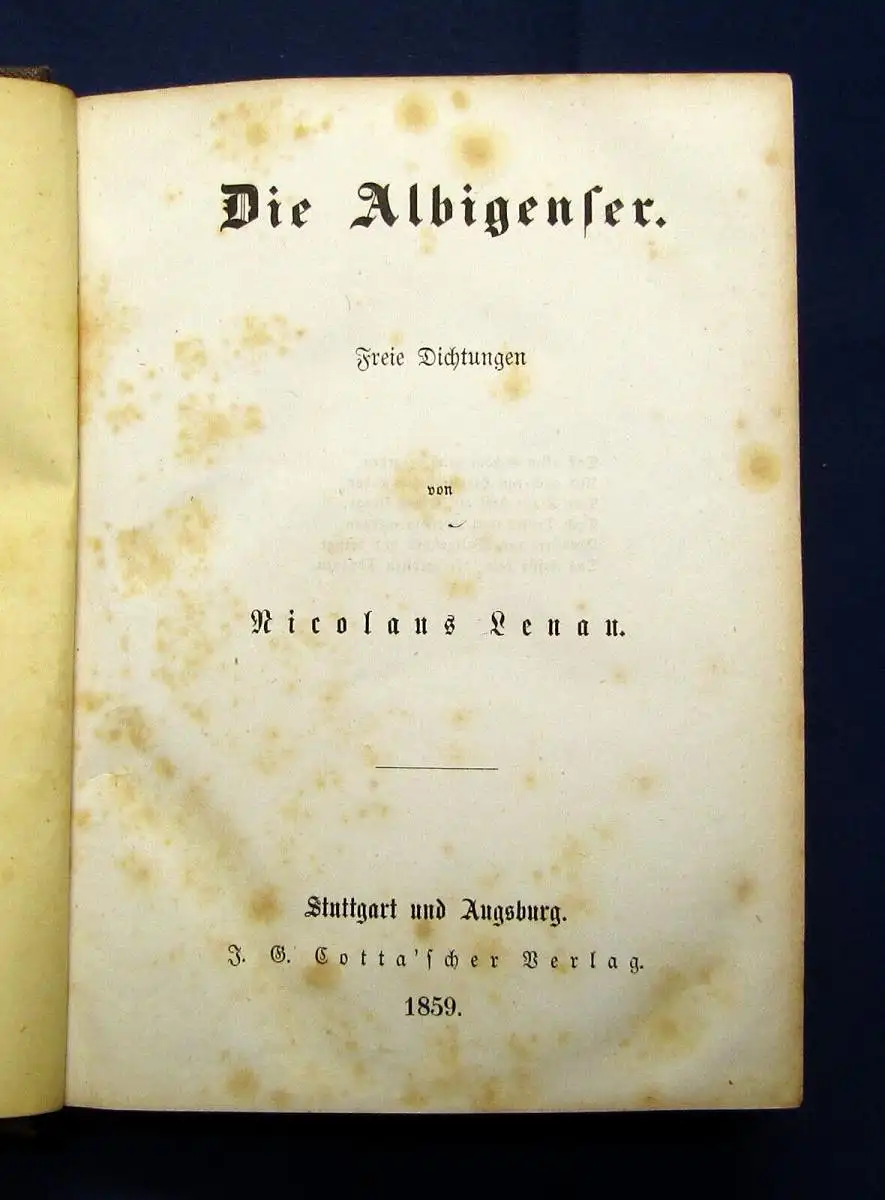 Die Albigenſer.
Freie Dichtungen
von
Nicolaus Lenau.
Stuttgart und Augsburg.
J. G. Cotta'ſcher Verlag.
1859.